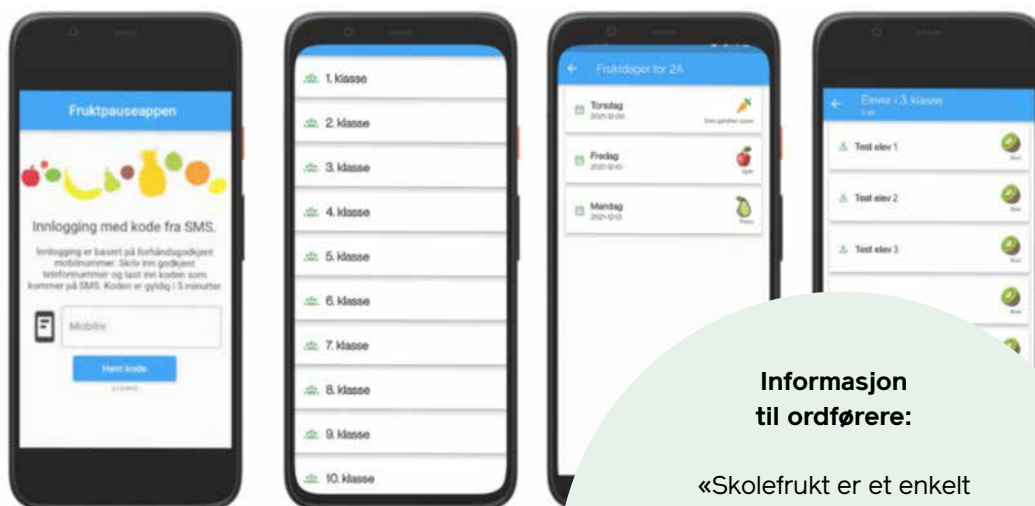 Fruktpauseappen
Innlogging med kode fra SMS.
Innlogging er basert på forhåndsgodkjent
mobilnummer. Skriv inn godkjent
telefonnummer og tast inn koden som
kommer på SMS. Koden er gyldig i 5 minutter
Mobilnr.
Hent kode
1. klasse
2. klasse
3. klasse
4. klasse
5. klasse
6. klasse
7. klasse
8. klasse
9. klasse
10. klasse
Fruktdager for 2A
Torsdag
Fredag
Mandag
Elever i 3. klasse
Test elev 1
Test elev 2
Test elev 3
Informasjon
til ordførere:
«Skolefrukt er et enkelt